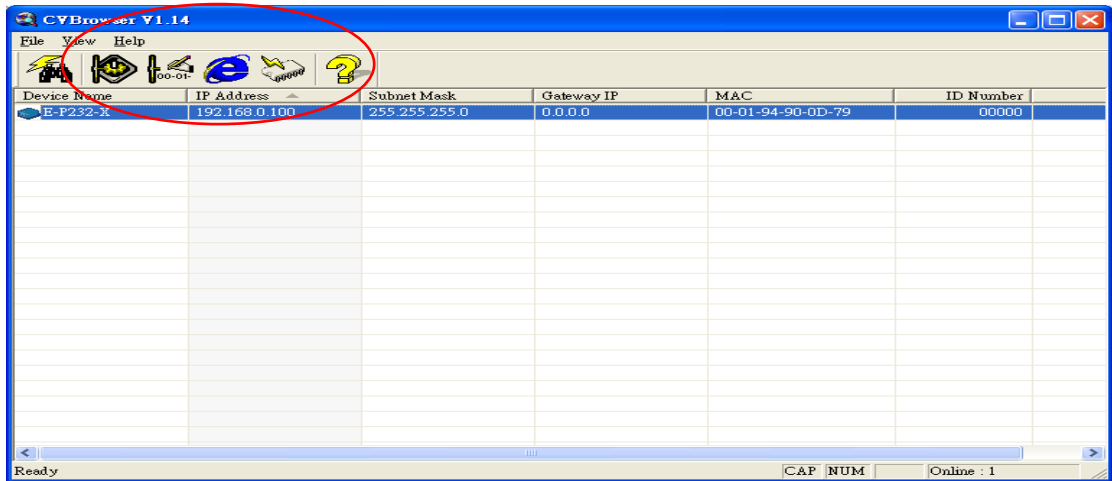 CVBrowser V1.14
File View Help
00-01-
Device Name IP Address Subnet Mask Gateway IP MAC ID Number
E-P232-X 192.168.0.100 255.255.255.0 0.0.0.0 00-01-94-90-0D-79 00000
Ready CAP NUM Online : 1